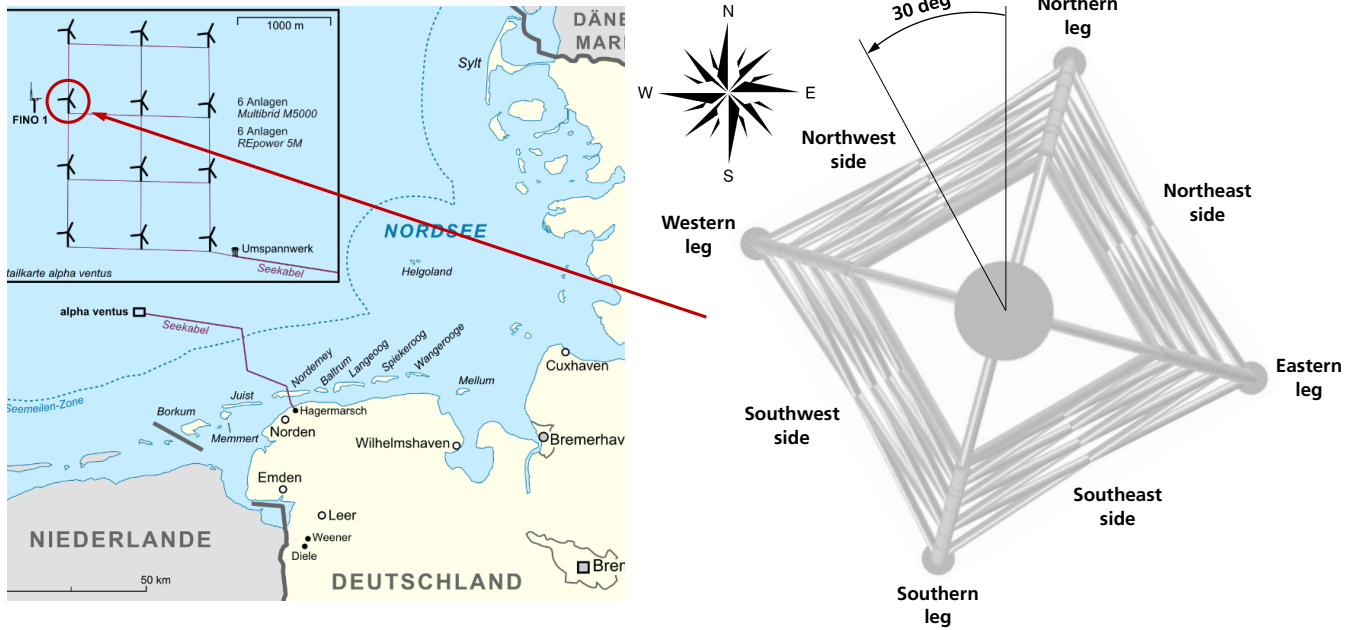 1000 m
FINO 1
6 Anlagen
Multibrid M5000
6 Anlagen
REpower 5M
Umspannwerk
Seekabel
tailkarte alpha ventus
DÄNE
MARK
Sylt
NORDSEE
Helgoland
alpha ventus
Seekabel
Seemeilen-Zone
Borkum
Memmert
Juist
Norderney
Baltrum
Langeoog
Spiekeroog
Wangerooge
Mellum
Cuxhaven
Hagermarsch
Norden
Wilhelmshaven
Bremerhav
Emden
Leer
Weener
Diele
Brem
NIEDERLANDE
DEUTSCHLAND
50 km
N
W
E
S
30 deg
Northern
leg
Northwest
side
Northeast
side
Western
leg
Eastern
leg
Southwest
side
Southeast
side
Southern
leg